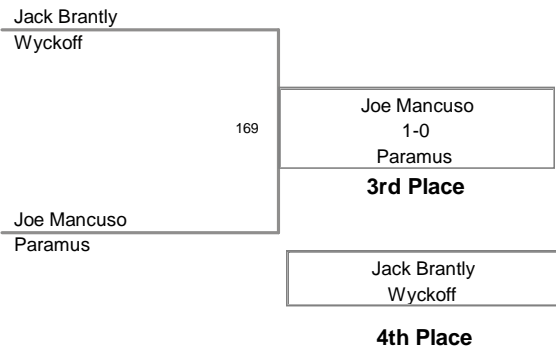 Jack Brantly
Wyckoff
Joe Mancuso
169
1-0
Paramus
3rd Place
Joe Mancuso
Paramus
Jack Brantly
Wyckoff
4th Place